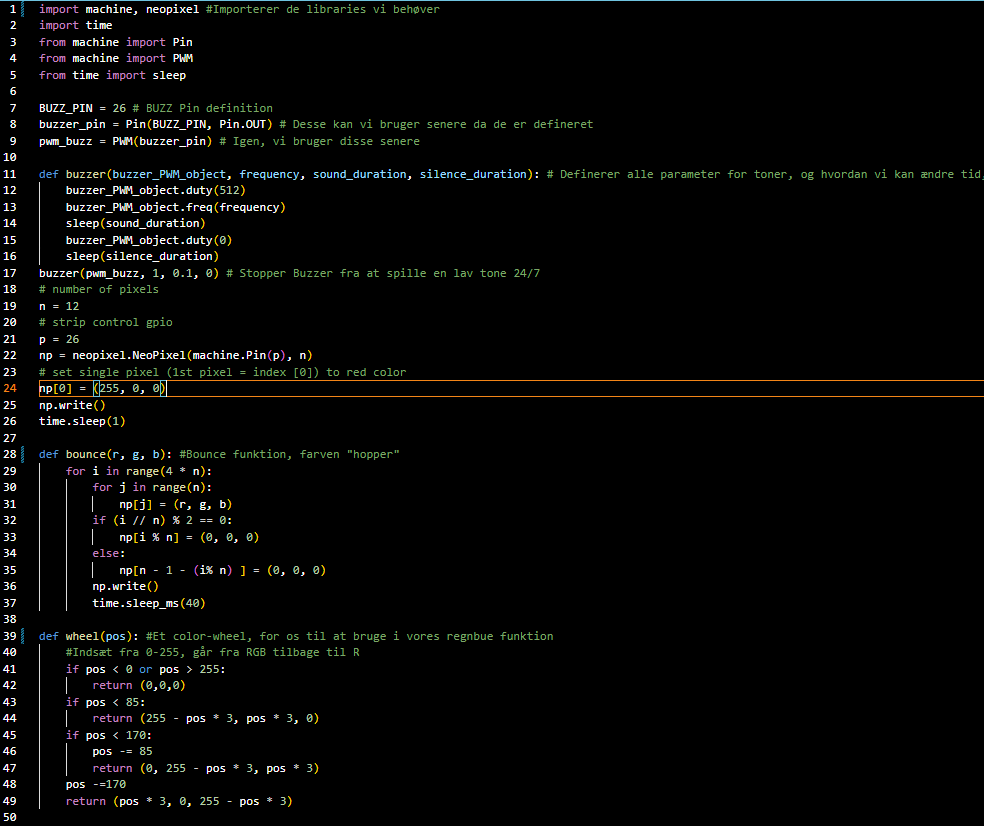 1 import machine, neopixel #Importerer de libraries vi behøver
2 import time
3 from machine import Pin
4 from machine import PWM
5 from time import sleep
6
7 BUZZ_PIN = 26 # BUZZ Pin definition
8 buzzer_pin = Pin(BUZZ_PIN, Pin.OUT) # Desse kan vi bruger senere da de er defineret
9 pwm_buzz = PWM(buzzer_pin) # Igen, vi bruger disse senere
10
11 def buzzer(buzzer_PWM_object, frequency, sound_duration, silence_duration): # Definerer alle parameter for toner, og hvordan vi kan ændre tid,
12     buzzer_PWM_object.duty(512)
13     buzzer_PWM_object.freq(frequency)
14     sleep(sound_duration)
15     buzzer_PWM_object.duty(0)
16     sleep(silence_duration)
17 buzzer(pwm_buzz, 1, 0.1, 0) # Stopper Buzzer fra at spille en lav tone 24/7
18 # number of pixels
19 n = 12
20 # strip control gpio
21 p = 26
22 np = neopixel.NeoPixel(machine.Pin(p), n)
23 # set single pixel (1st pixel = index [0]) to red color
24 np[0] = (255, 0, 0)
25 np.write()
26 time.sleep(1)
27
28 def bounce(r, g, b): #Bounce funktion, farven "hopper"
29     for i in range(4 * n):
30         for j in range(n):
31             np[j] = (r, g, b)
32         if (i // n) % 2 == 0:
33             np[i % n] = (0, 0, 0)
34         else:
35             np[n - 1 - (i% n) ] = (0, 0, 0)
36         np.write()
37         time.sleep_ms(40)
38
39 def wheel(pos): #Et color-wheel, for os til at bruge i vores regnbue funktion
40     #Indsæt fra 0-255, går fra RGB tilbage til R
41     if pos < 0 or pos > 255:
42         return (0,0,0)
43     if pos < 85:
44         return (255 - pos * 3, pos * 3, 0)
45     if pos < 170:
46         pos -= 85
47         return (0, 255 - pos * 3, pos * 3)
48     pos -=170
49     return (pos * 3, 0, 255 - pos * 3)
50